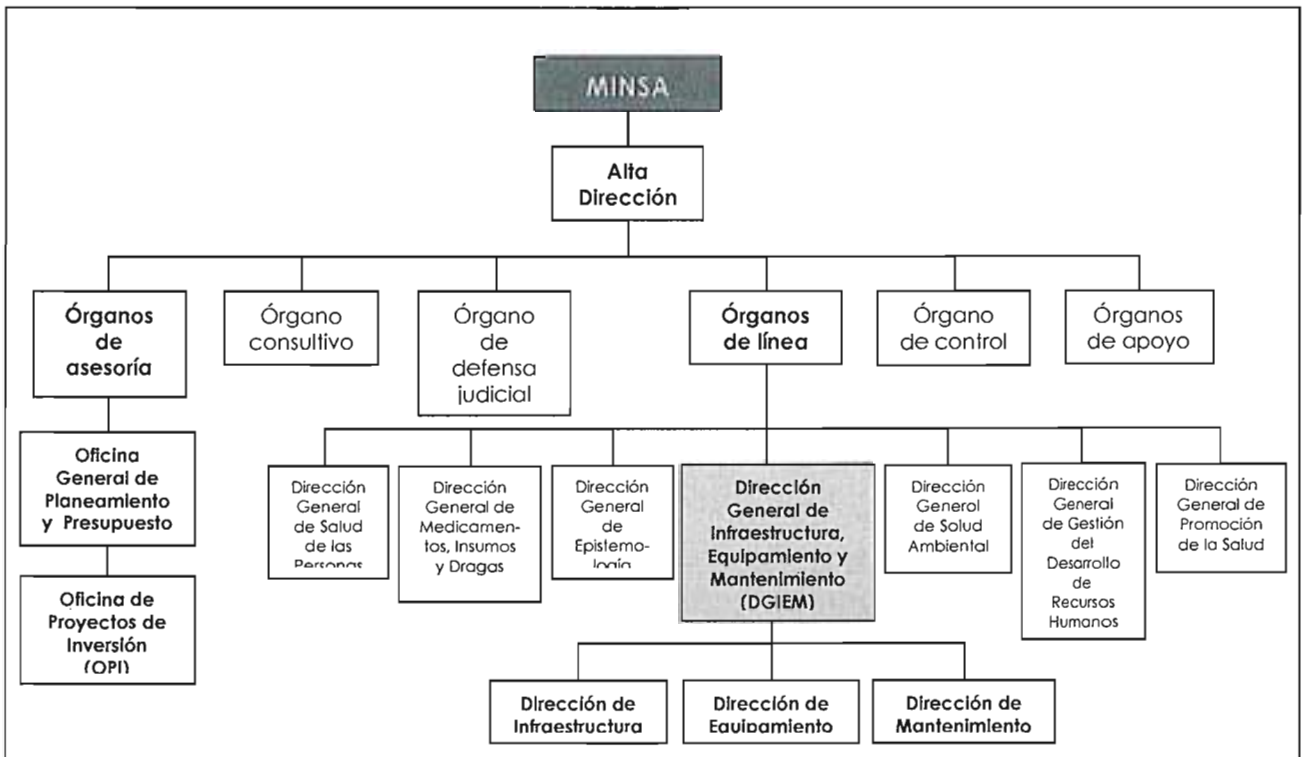 MINSA
Alta
Dirección
Órganos
de
asesoría
Órgano
consultivo
Órgano
de
defensa
judicial
Órganos
de línea
Órgano
de control
Órganos
de apoyo
Oficina
General de
Planeamiento
y Presupuesto
Oficina de
Proyectos de
Inversión
(OPI)
Dirección
General
de Salud
de las
Personas
Dirección
General de
Medicamen-
tos, Insumos
y Dragas
Dirección
General
de
Epistemo-
logía
Dirección
General de
Infraestructura,
Equipamiento y
Mantenimiento
(DGIEM)
Dirección
General
de Solud
Ambiental
Dirección
General
de Gestión
del
Desarrollo
de
Recursos
Humanos
Dirección
General de
Promoción
de la Salud
Dirección de
Infraestructura
Dirección de
Equipamiento
Dirección de
Mantenimiento